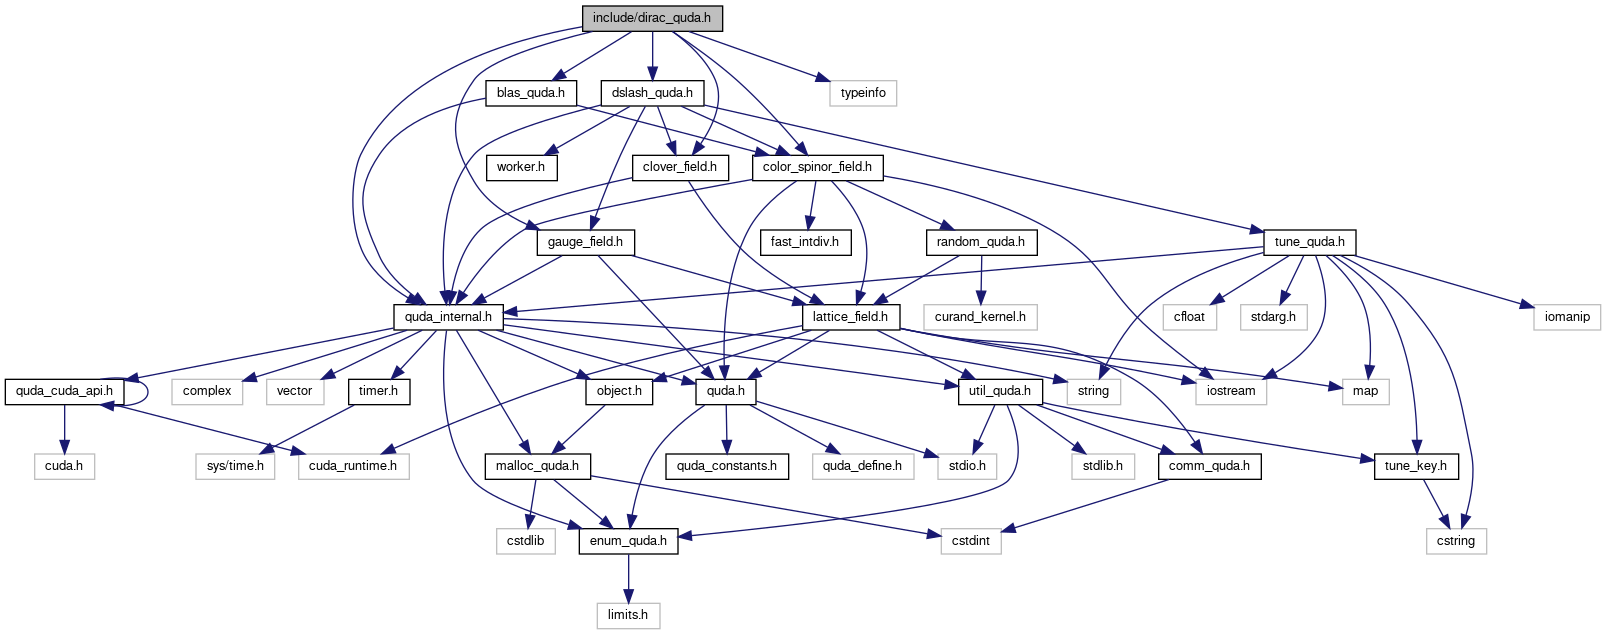 include/dirac_quda.h
blas_quda.h
dslash_quda.h
typeinfo
worker.h
clover_field.h
color_spinor_field.h
gauge_field.h
fast_intdiv.h
random_quda.h
tune_quda.h
quda_internal.h
lattice_field.h
curand_kernel.h
cfloat
stdarg.h
iomanip
quda_cuda_api.h
complex
vector
timer.h
object.h
quda.h
util_quda.h
string
iostream
map
cuda.h
sys/time.h
cuda_runtime.h
malloc_quda.h
quda_constants.h
quda_define.h
stdio.h
stdlib.h
comm_quda.h
tune_key.h
cstdlib
enum_quda.h
cstdint
cstring
limits.h